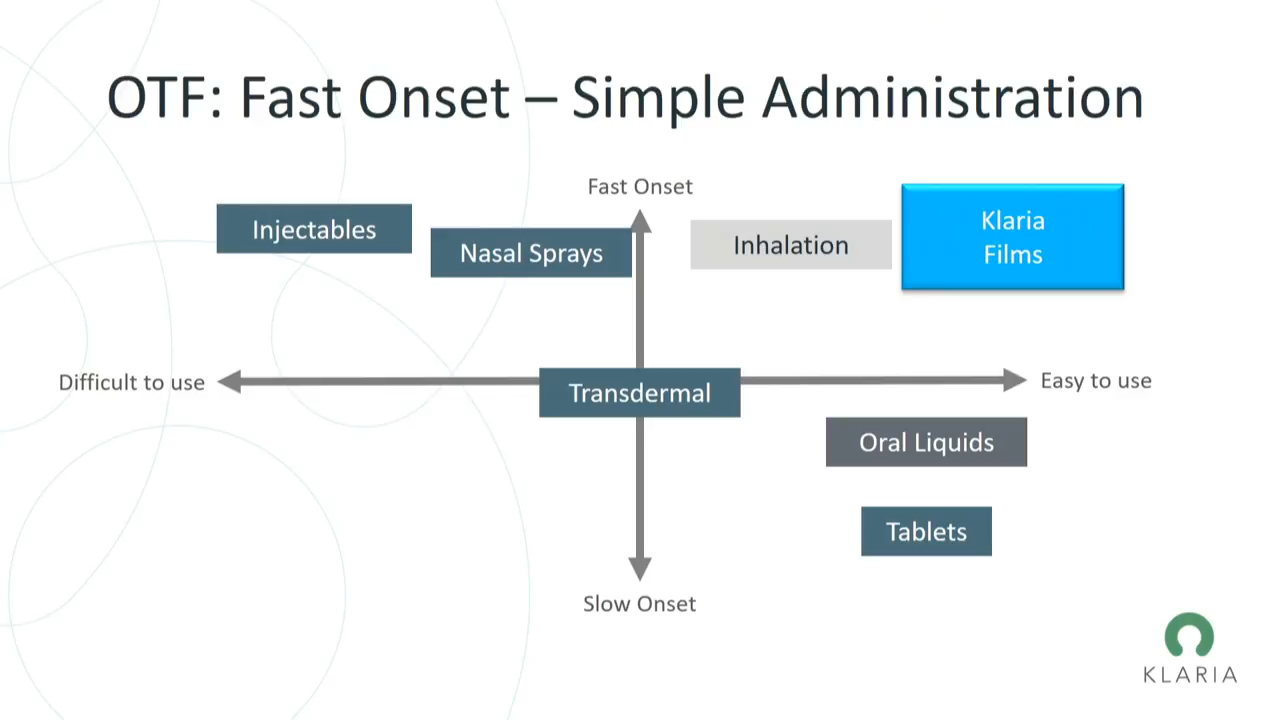 OTF: Fast Onset – Simple Administration
Fast Onset
Injectables
Nasal Sprays
Inhalation
Klaria
Films
Difficult to use
Transdermal
Easy to use
Oral Liquids
Tablets
Slow Onset
KLARIA